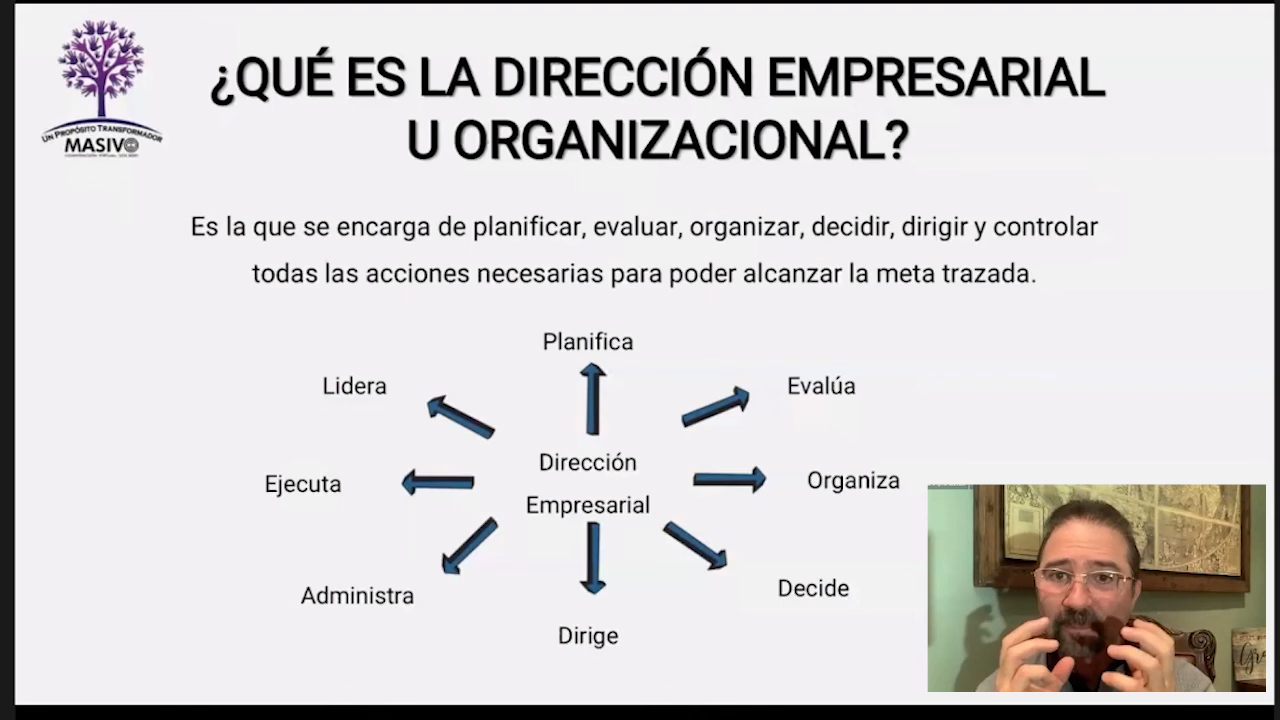 UN PROPÓSITO TRANSFORMADOR
MASIVO
¿QUÉ ES LA DIRECCIÓN EMPRESARIAL
U ORGANIZACIONAL?
Es la que se encarga de planificar, evaluar, organizar, decidir, dirigir y controlar
todas las acciones necesarias para poder alcanzar la meta trazada.
Planifica
Lidera
Evalúa
Dirección
Empresarial
Ejecuta
Organiza
Administra
Decide
Dirige